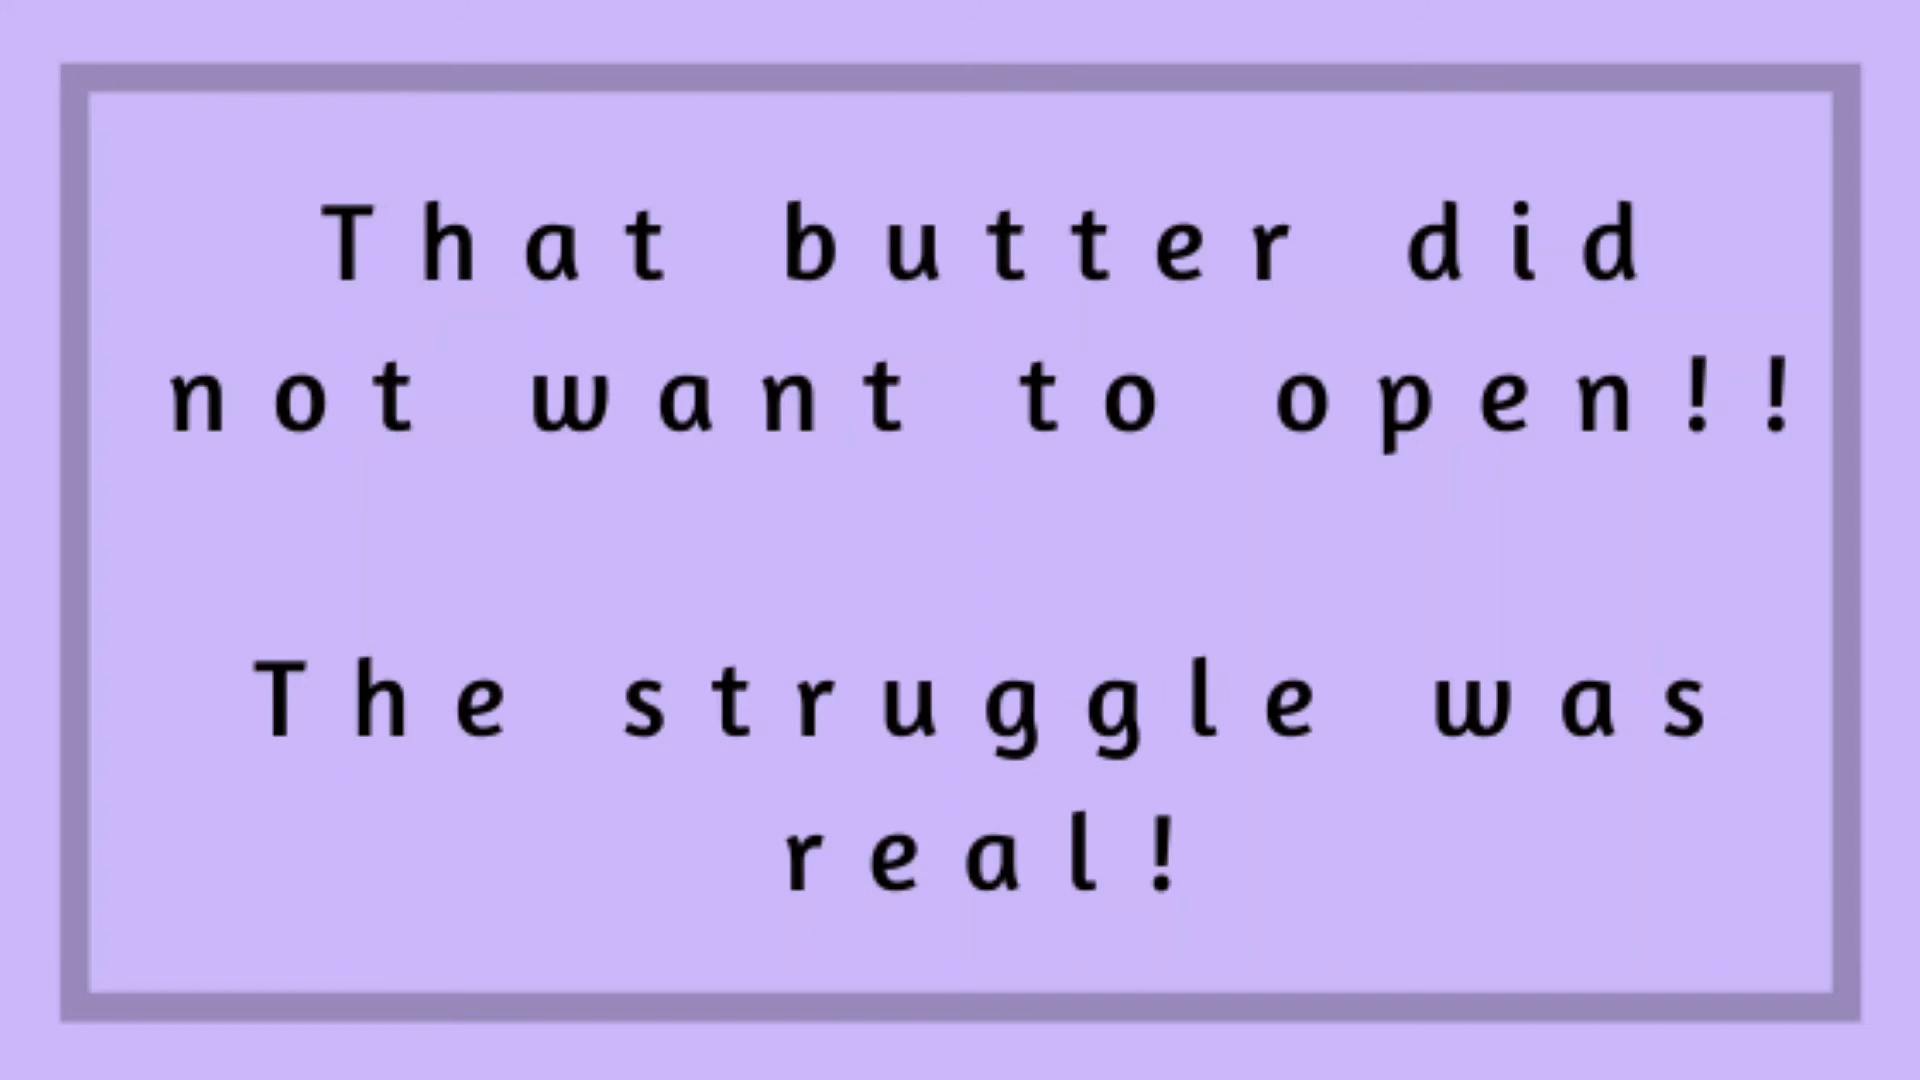 That butter did
not want to open!!
The struggle was
real!